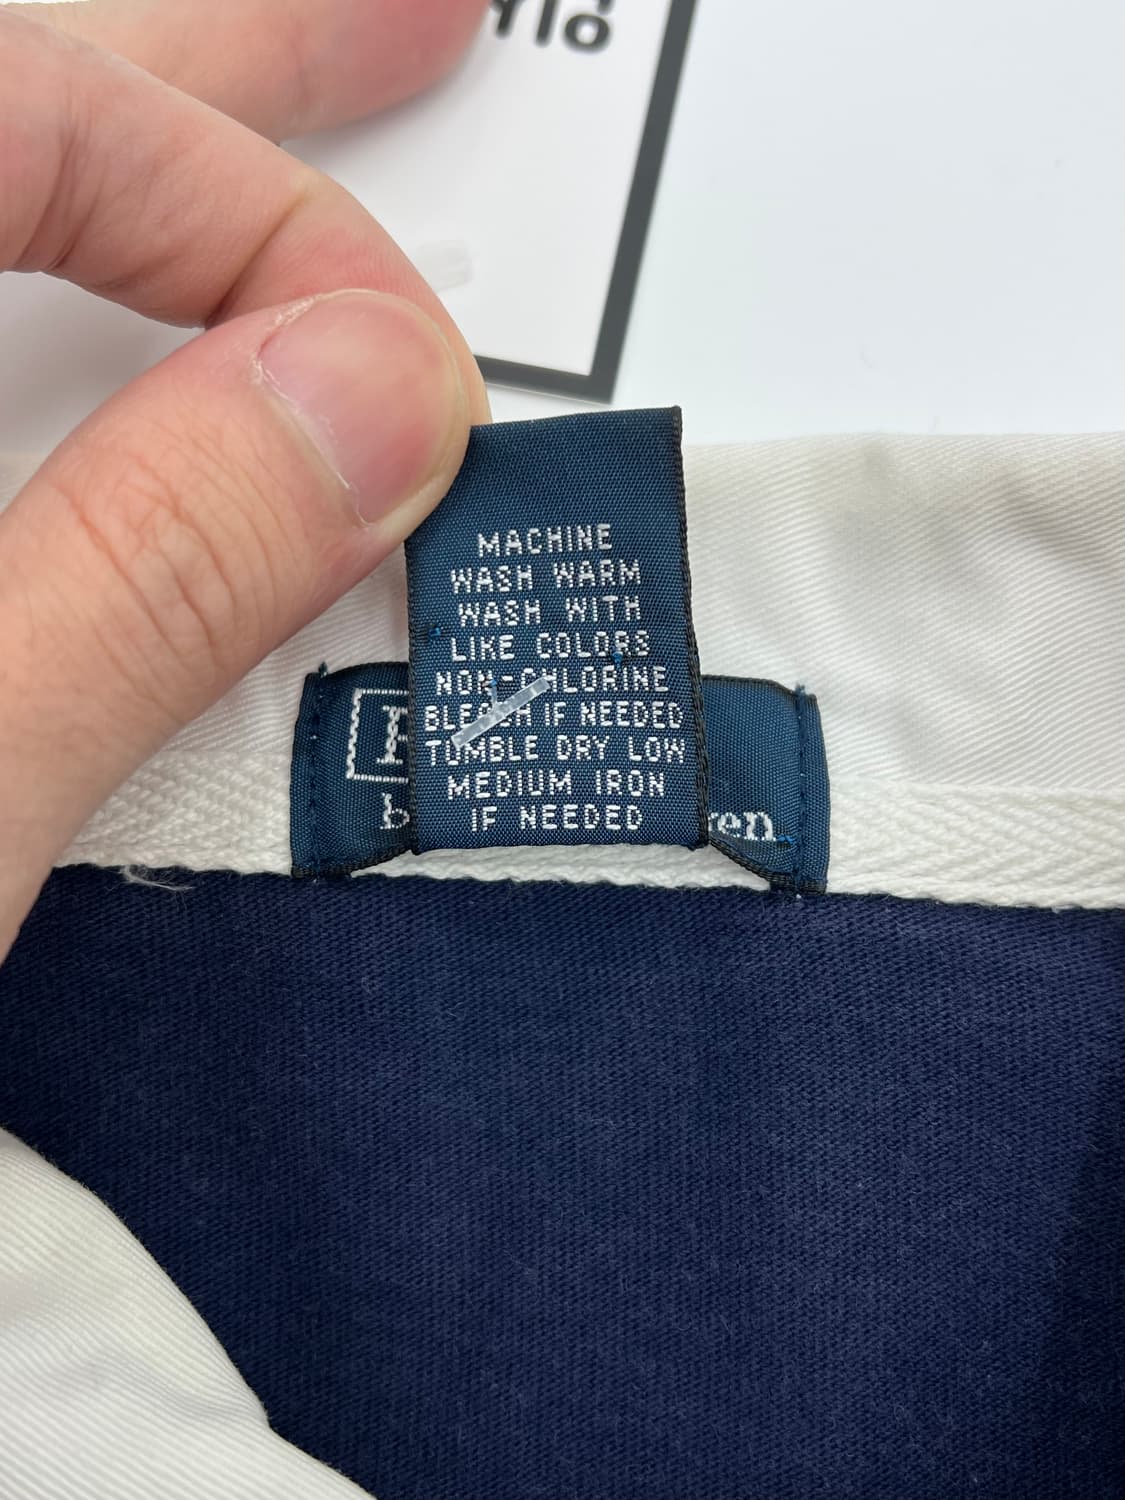 MACHINE
WASH WARM
WASH WITH
LIKE COLORS
NON-CHLORINE
BLEACH IF NEEDED
TUMBLE DRY LOW
MEDIUM IRON
IF NEEDED